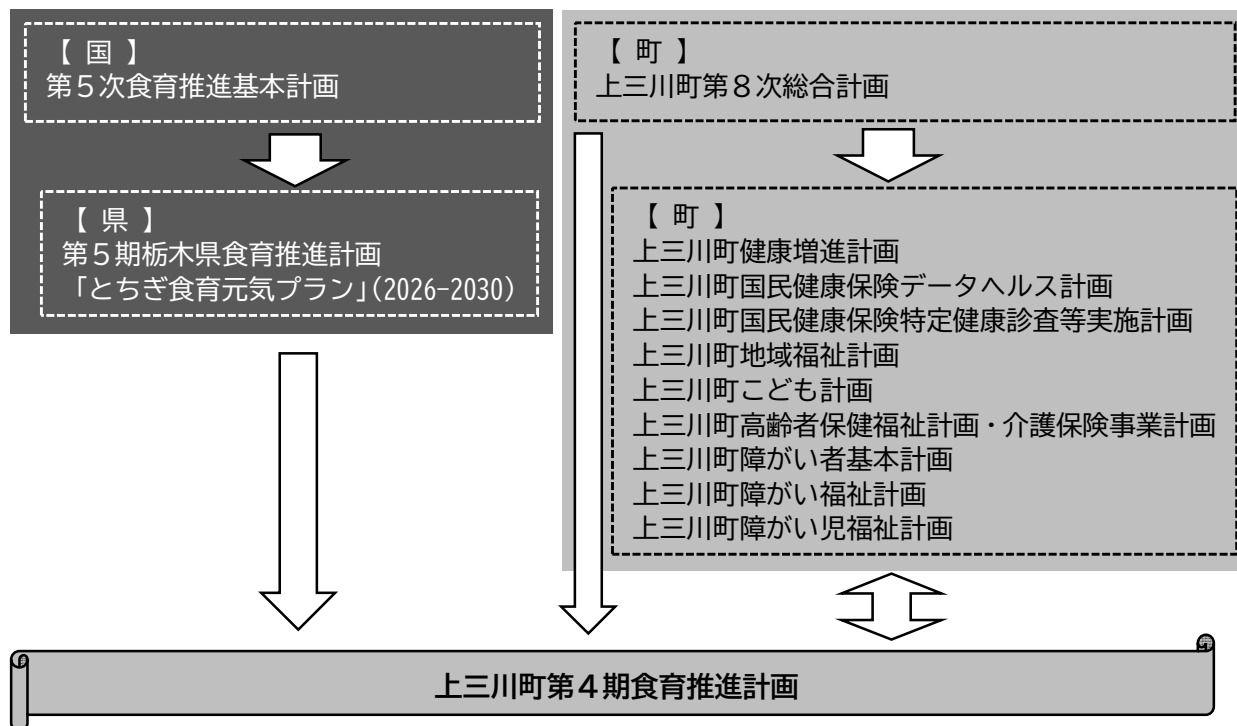 【 国 】
第５次食育推進基本計画
【 県 】
第５期栃木県食育推進計画
「とちぎ食育元気プラン」(2026-2030)
【 町 】
上三川町第８次総合計画
【 町 】
上三川町健康増進計画
上三川町国民健康保険データヘルス計画
上三川町国民健康保険特定健康診査等実施計画
上三川町地域福祉計画
上三川町こども計画
上三川町高齢者保健福祉計画・介護保険事業計画
上三川町障がい者基本計画
上三川町障がい福祉計画
上三川町障がい児福祉計画
上三川町第４期食育推進計画